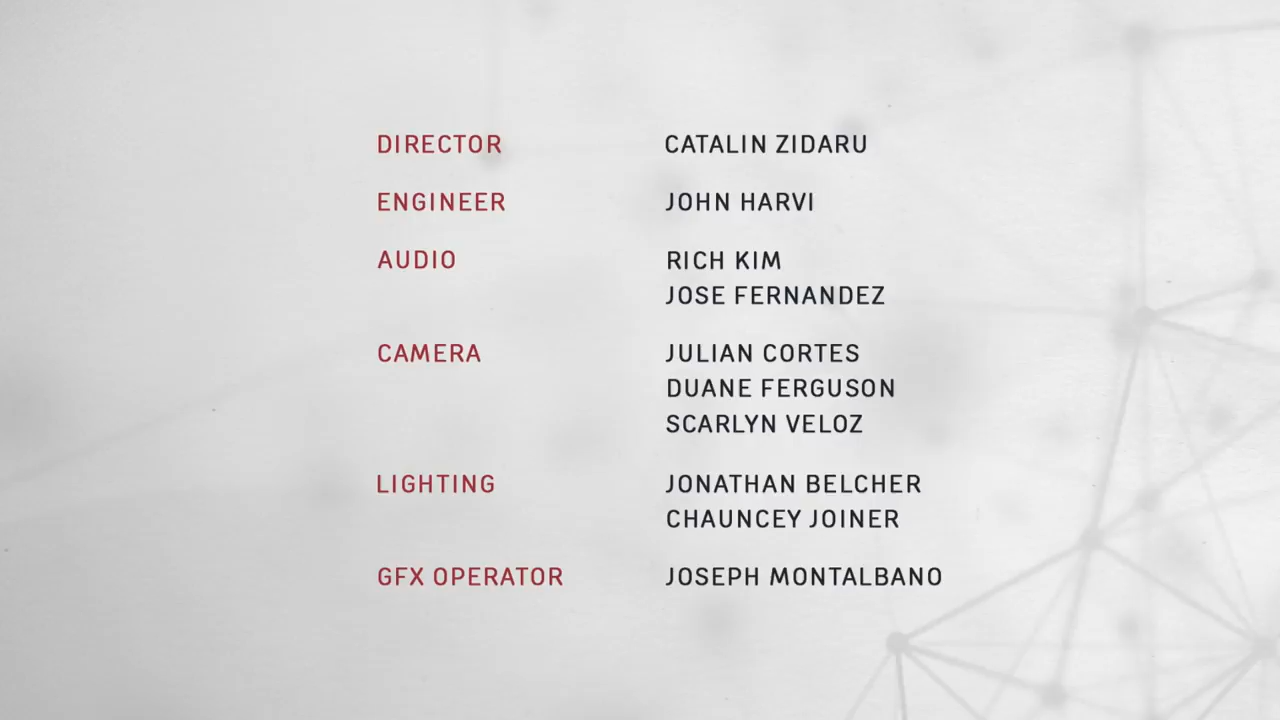 DIRECTOR CATALIN ZIDARU
ENGINEER JOHN HARVI
AUDIO RICH KIM
JOSE FERNANDEZ
CAMERA JULIAN CORTES
DUANE FERGUSON
SCARLYN VELOZ
LIGHTING JONATHAN BELCHER
CHAUNCEY JOINER
GFX OPERATOR JOSEPH MONTALBANO